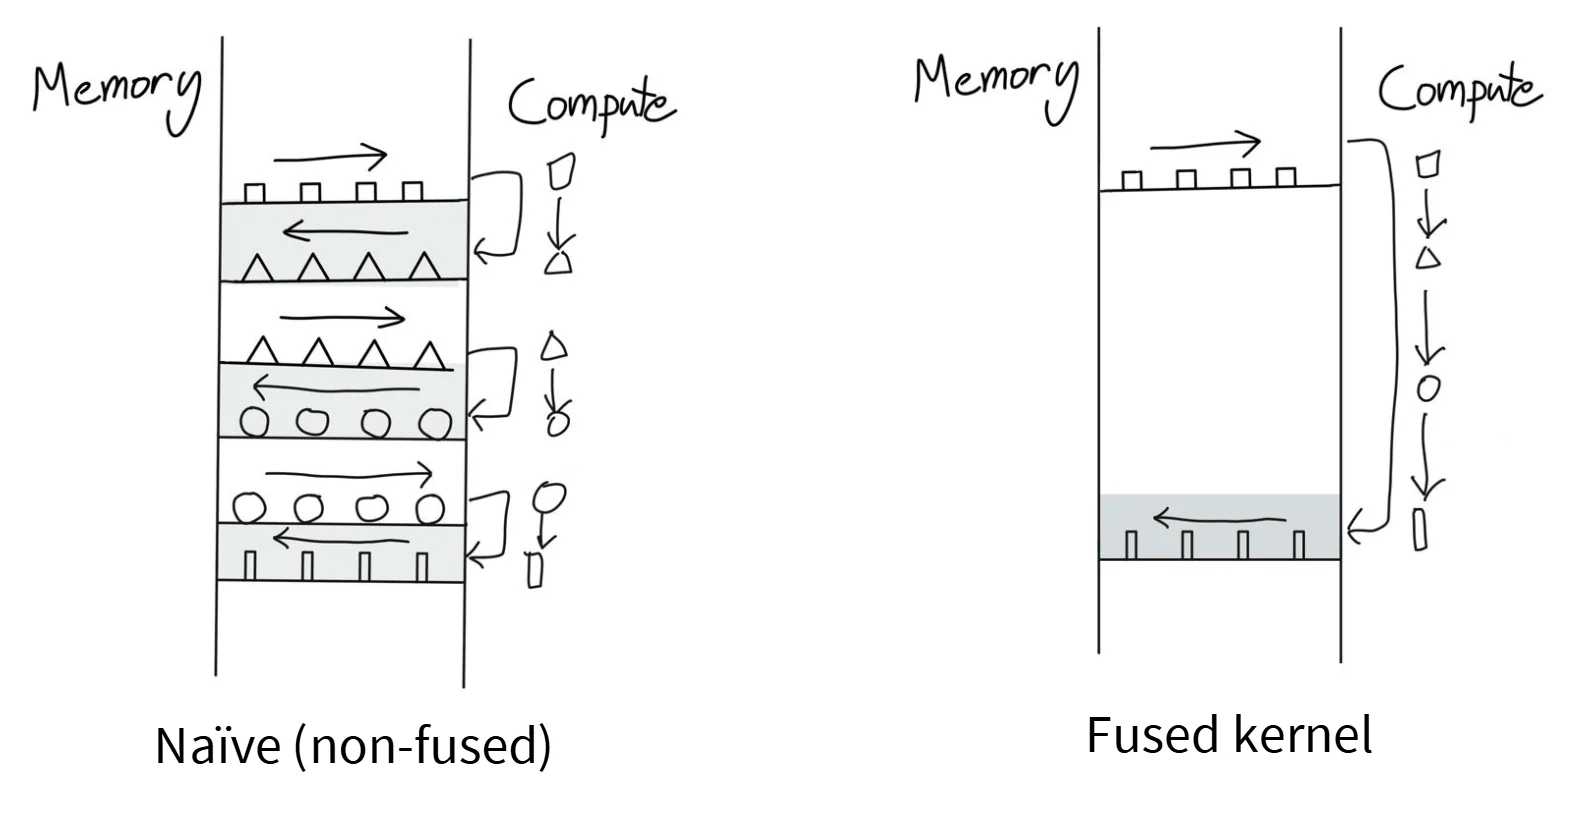 Memory
Compute
Naïve (non-fused)
Memory
Compute
Fused kernel